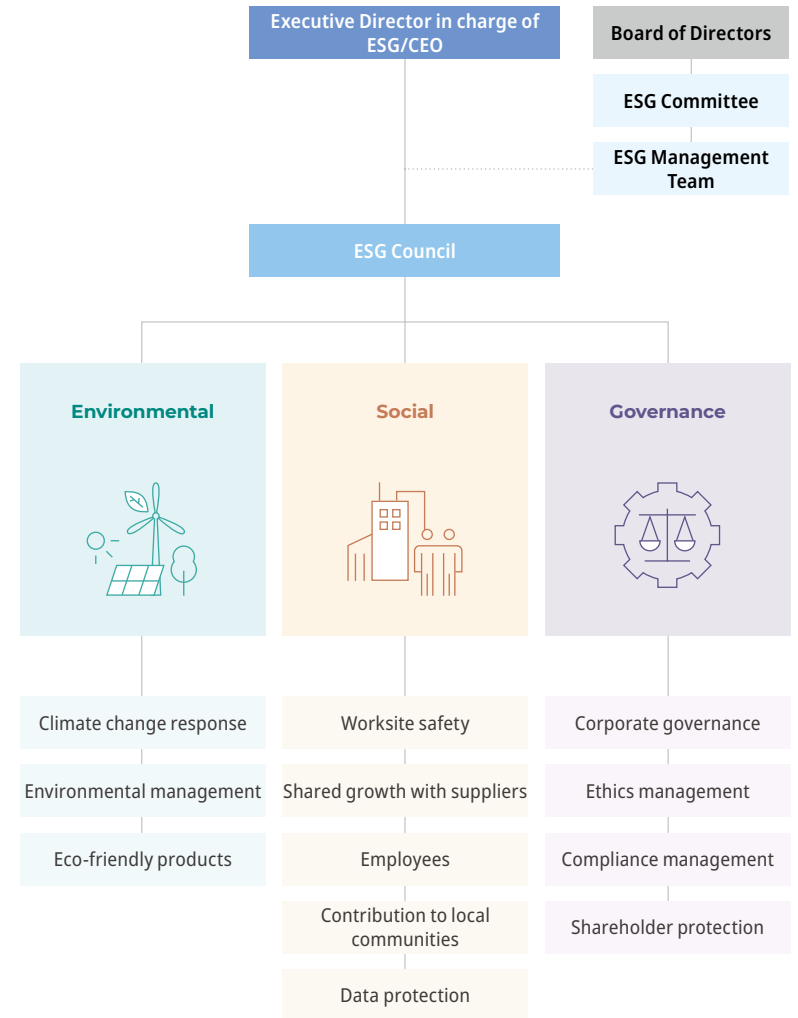 Executive Director in charge of
ESG/CEO
Board of Directors
ESG Committee
ESG Management
Team
ESG Council
Environmental
Social
Governance
Climate change response
Environmental management
Eco-friendly products
Worksite safety
Shared growth with suppliers
Employees
Contribution to local
communities
Data protection
Corporate governance
Ethics management
Compliance management
Shareholder protection